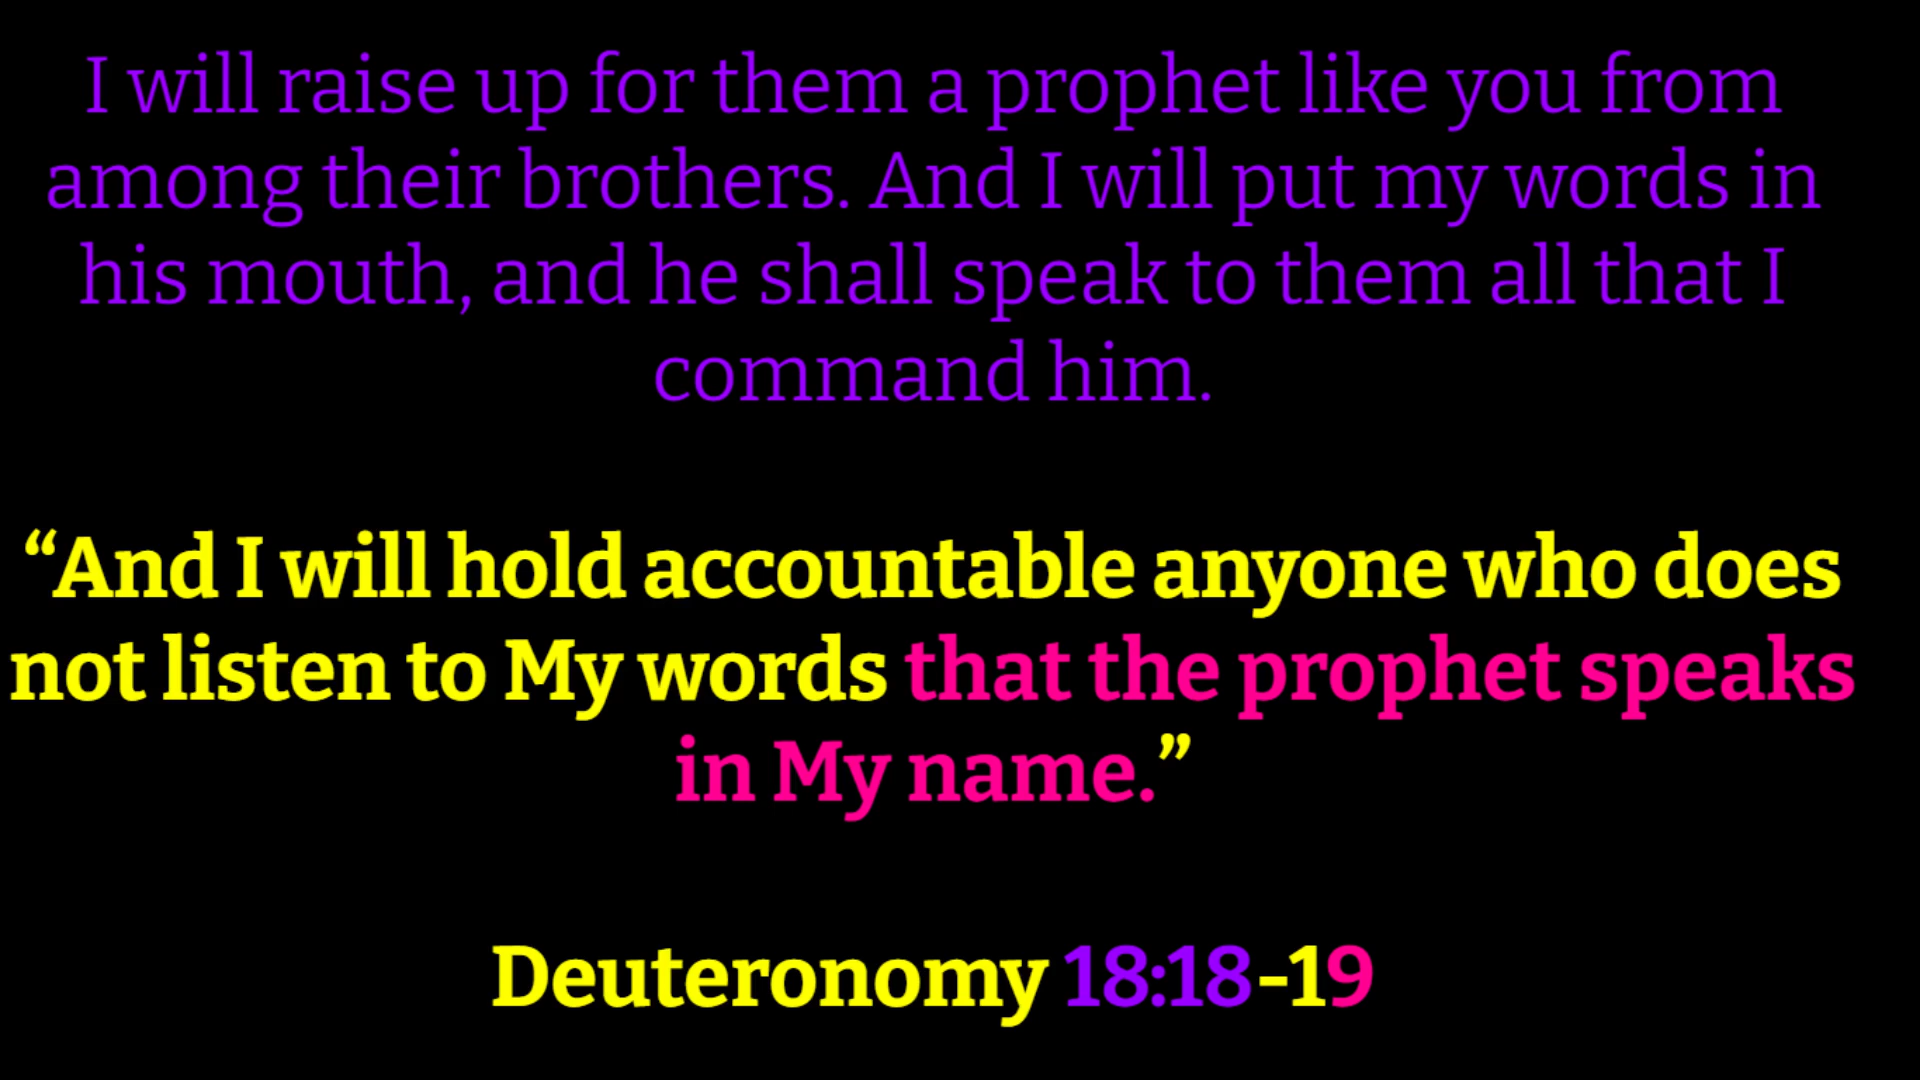 I will raise up for them a prophet like you from
among their brothers. And I will put my words in
his mouth, and he shall speak to them all that I
command him.
“And I will hold accountable anyone who does
not listen to My words that the prophet speaks
in My name.”
Deuteronomy 18:18-19